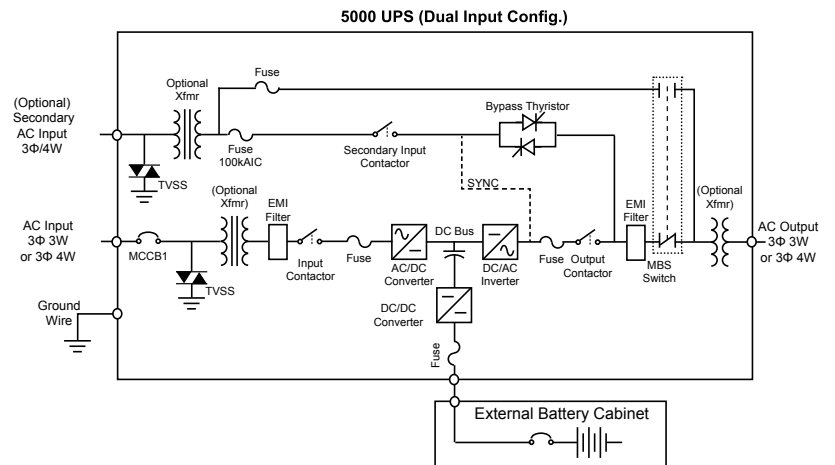 5000 UPS (Dual Input Config.)
(Optional)
Secondary
AC Input
3Φ/4W
Optional
Xfmr
Fuse
Fuse
100kAIC
Secondary Input
Contactor
Bypass Thyristor
TVSS
SYNC
AC Input
3Φ 3W
or 3Φ 4W
MCCB1
TVSS
(Optional
Xfmr)
EMI
Filter
Input
Contactor
Fuse
AC/DC
Converter
DC Bus
DC/AC
Inverter
Fuse
Output
Contactor
EMI
Filter
MBS
Switch
(Optional
Xfmr)
AC Output
3Φ 3W
or 3Φ 4W
Ground
Wire
DC/DC
Converter
Fuse
External Battery Cabinet